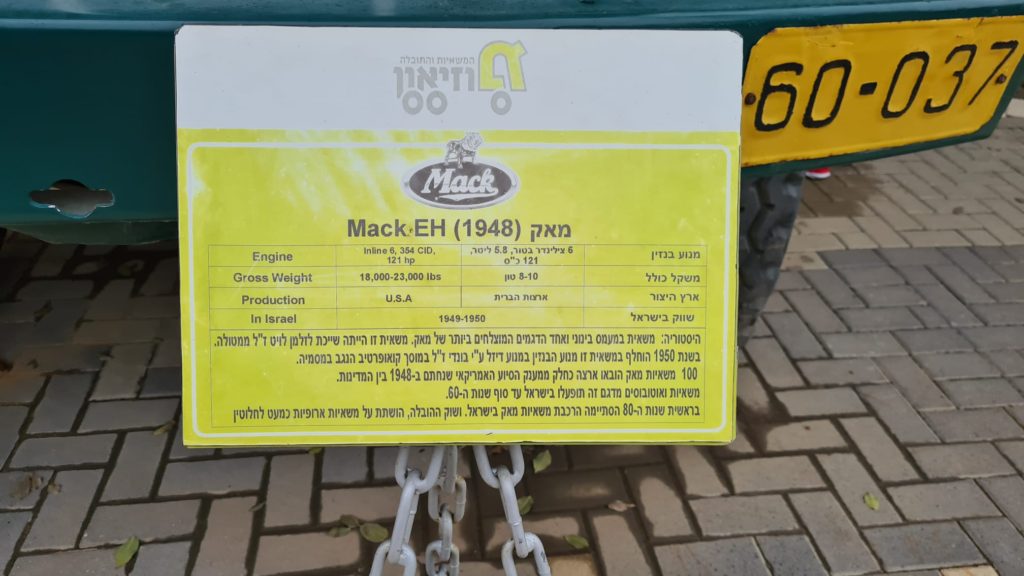 המשאיות והתובלה
וזיאון
60-037
Mack
Mack EH (1948) מאק
Engine Inline 6, 354 CID, 121 hp 6 צילינדר בטור, 5.8 ליטר, 121 כ"ס מנוע בנזין
Gross Weight 18,000-23,000 lbs 8-10 טון משקל כולל
Production U.S.A ארצות הברית ארץ היצור
In Israel 1949-1950 שווק בישראל
היסטוריה: משאית במעמס בינוני ואחד הדגמים המוצלחים ביותר של מאק. משאית זו הייתה שייכת לזלמן לויט ז"ל ממטולה.
בשנת 1950 הוחלף במשאית זו מנוע הבנזין במנוע דיזל ע"י בונדי ז"ל במוסך קואופרטיב הנגב במסמיה.
100 משאיות מאק הובאו ארצה כחלק ממענק הסיוע האמריקאי שנחתם ב-1948 בין המדינות.
משאיות ואוטובוסים מדגם זה תופעלו בישראל עד סוף שנות ה-60.
בראשית שנות ה-80 הסתיימה הרכבת משאיות מאק בישראל. ושוק ההובלה, הושתת על משאיות ארופיות כמעט לחלוטין